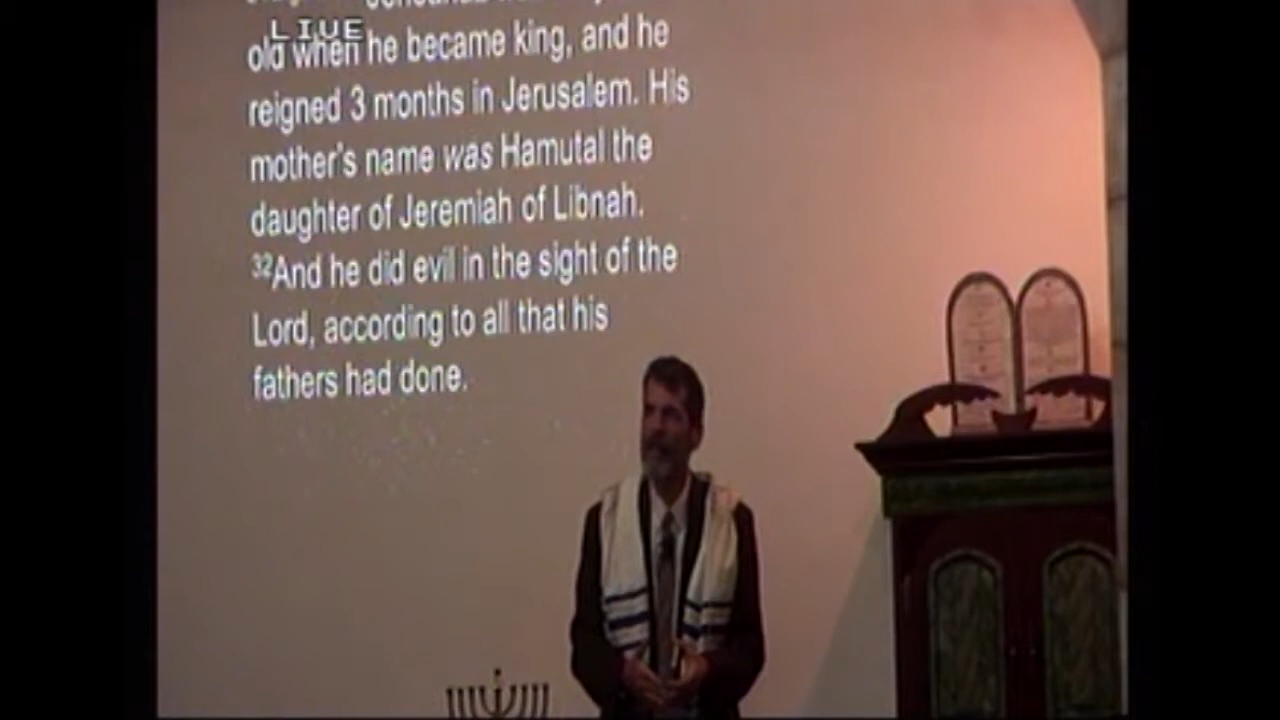 LIVE
old when he became king, and he
reigned 3 months in Jerusalem. His
mother's name was Hamutal the
daughter of Jeremiah of Libnah.
32And he did evil in the sight of the
Lord, according to all that his
fathers had done.